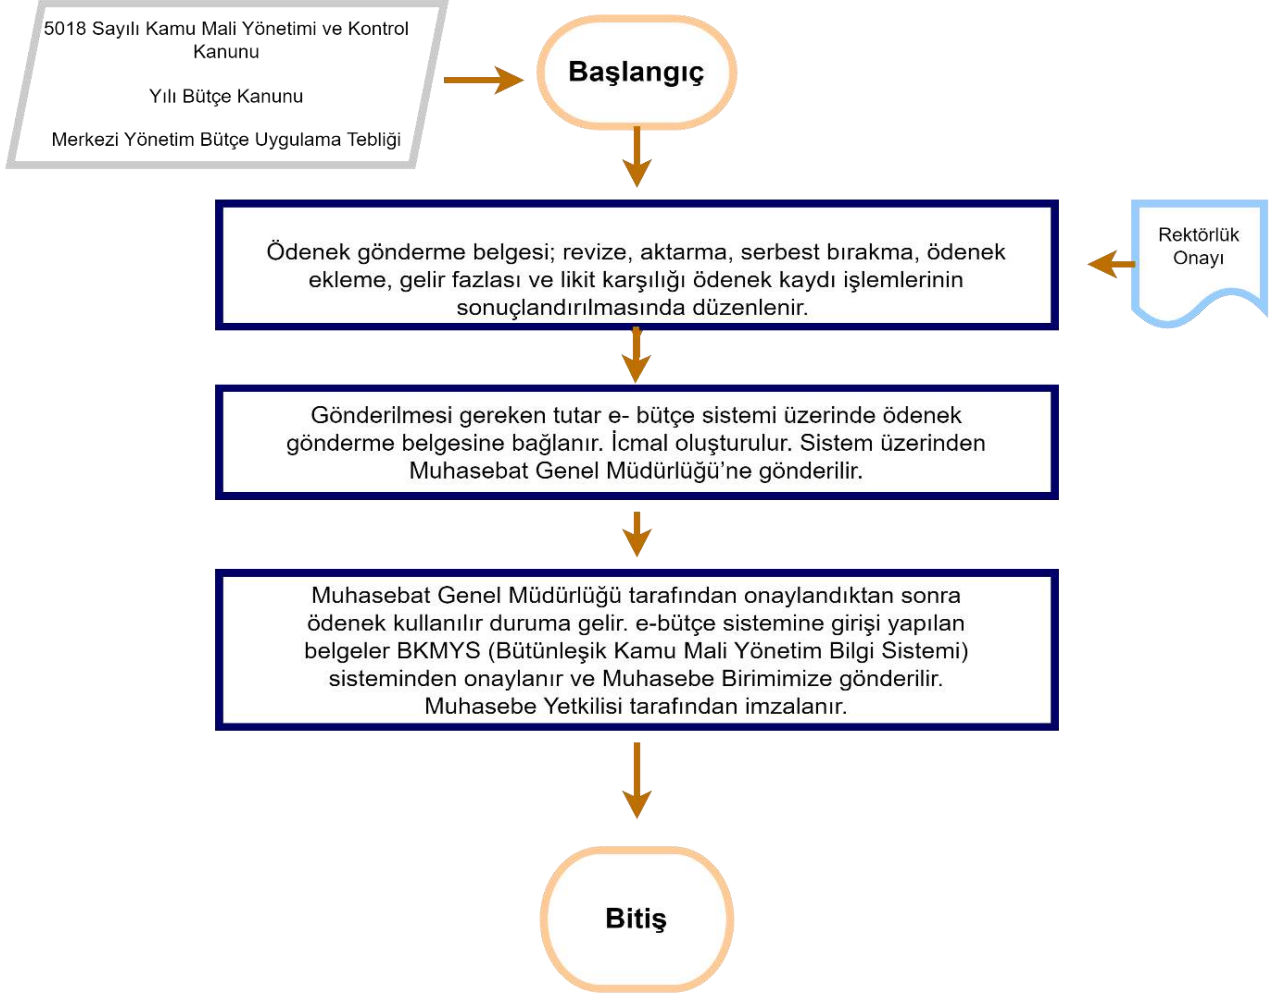 5018 Sayılı Kamu Mali Yönetimi ve Kontrol
Kanunu
Yılı Bütçe Kanunu
Merkezi Yönetim Bütçe Uygulama Tebliği
Başlangıç
Ödenek gönderme belgesi; revize, aktarma, serbest bırakma, ödenek
ekleme, gelir fazlası ve likit karşılığı ödenek kaydı işlemlerinin
sonuçlandırılmasında düzenlenir.
Rektörlük
Onayı
Gönderilmesi gereken tutar e- bütçe sistemi üzerinde ödenek
gönderme belgesine bağlanır. İcmal oluşturulur. Sistem üzerinden
Muhasebat Genel Müdürlüğü’ne gönderilir.
Muhasebat Genel Müdürlüğü tarafından onaylandıktan sonra
ödenek kullanılır duruma gelir. e-bütçe sistemine girişi yapılan
belgeler BKMYS (Bütünleşik Kamu Mali Yönetim Bilgi Sistemi)
sisteminden onaylanır ve Muhasebe Birimimize gönderilir.
Muhasebe Yetkilisi tarafından imzalanır.
Bitiş